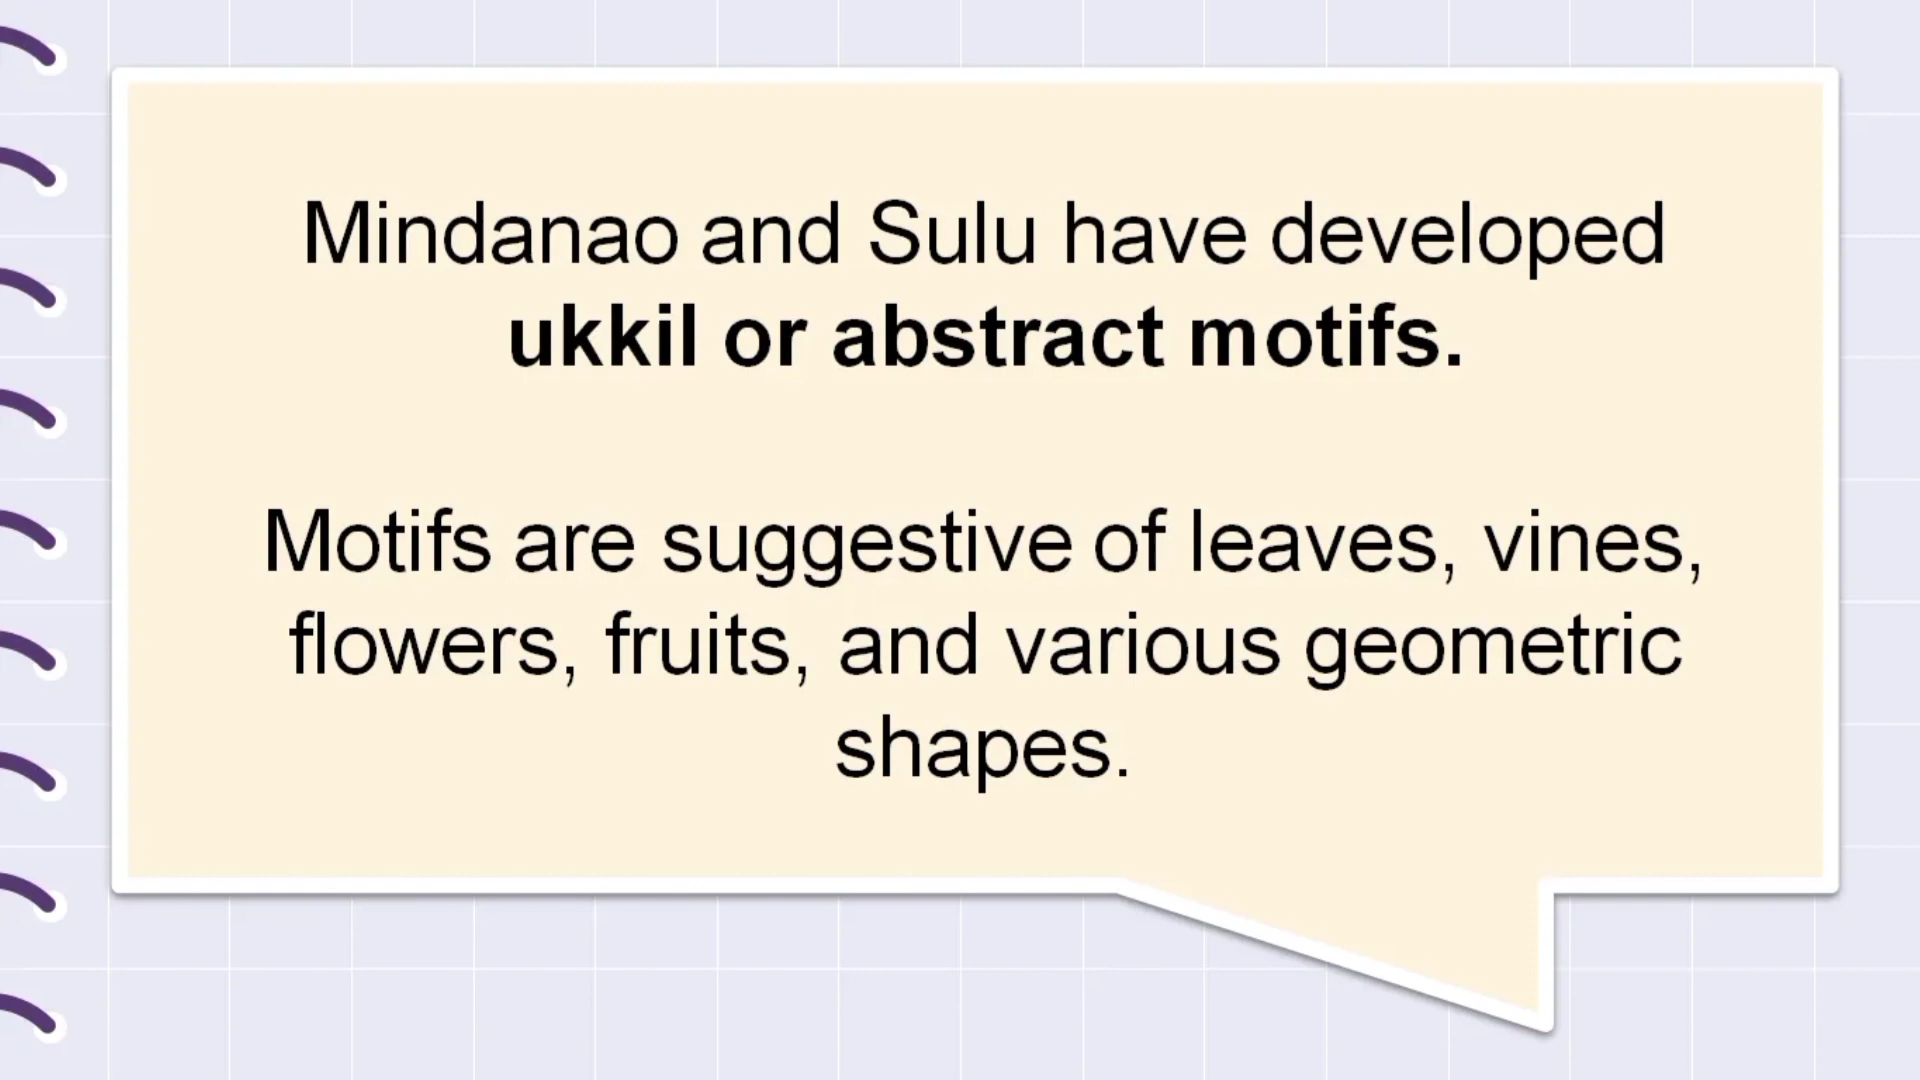 Mindanao and Sulu have developed
ukkil or abstract motifs.
Motifs are suggestive of leaves, vines,
flowers, fruits, and various geometric
shapes.